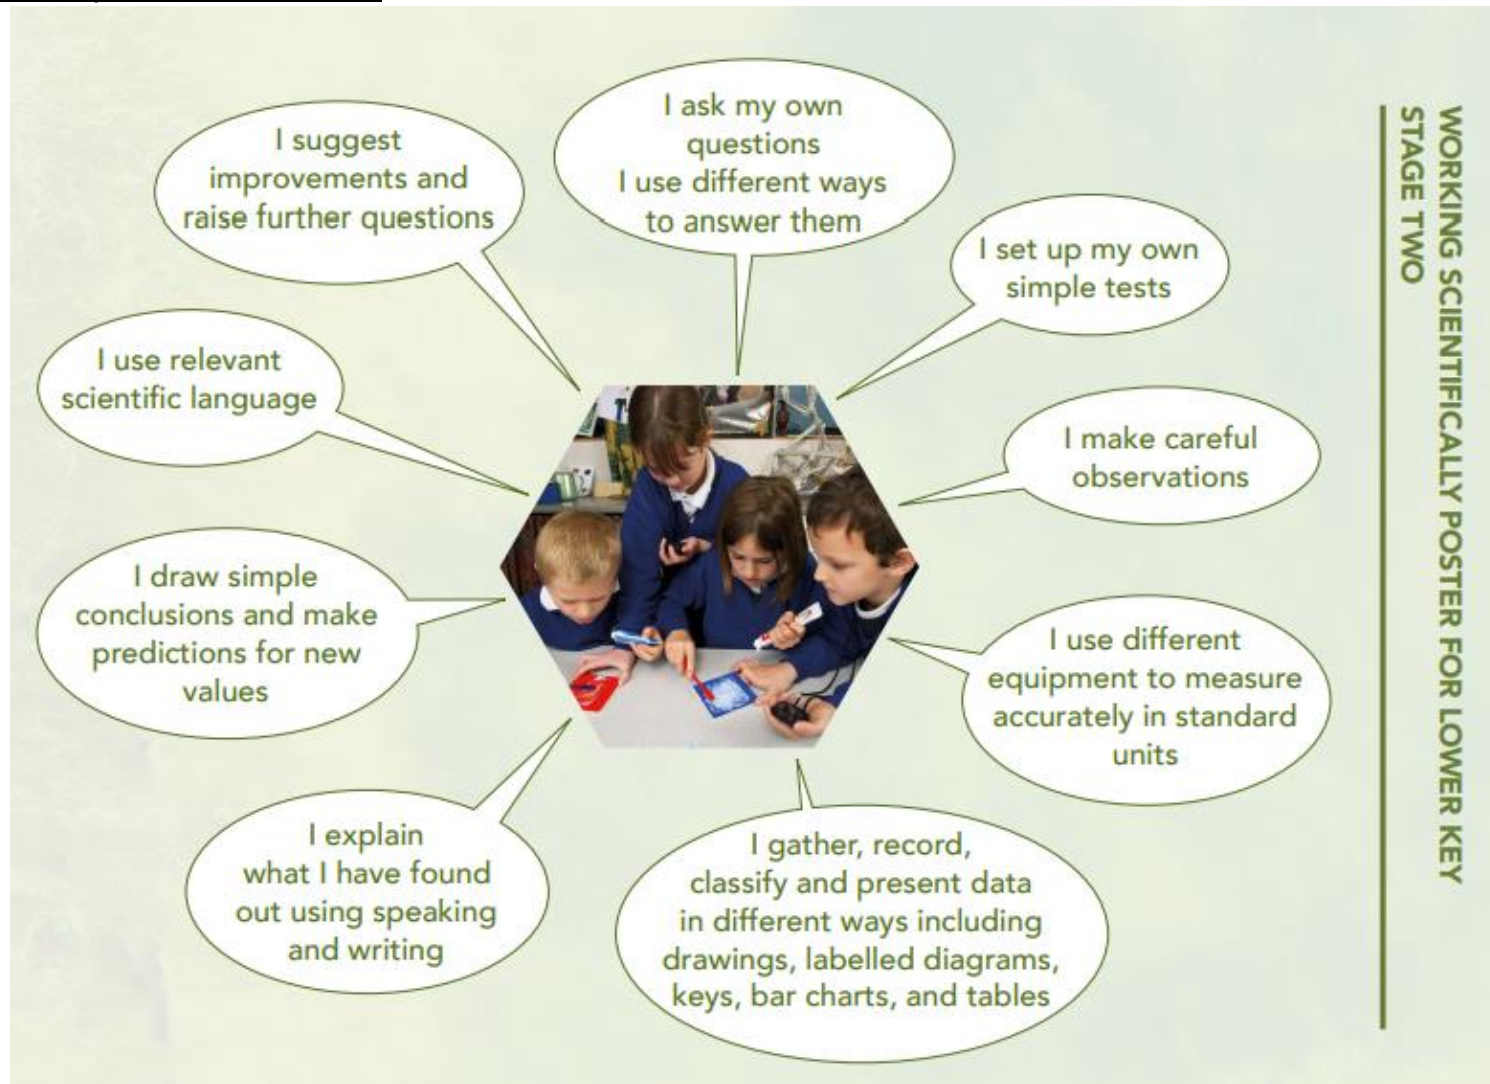 I ask my own
questions
I use different ways
to answer them
I set up my own
simple tests
I make careful
observations
I use different
equipment to measure
accurately in standard
units
I gather, record,
classify and present data
in different ways including
drawings, labelled diagrams,
keys, bar charts, and tables
I explain
what I have found
out using speaking
and writing
I draw simple
conclusions and make
predictions for new
values
I use relevant
scientific language
I suggest
improvements and
raise further questions
WORKING SCIENTIFICALLY POSTER FOR LOWER KEY
STAGE TWO